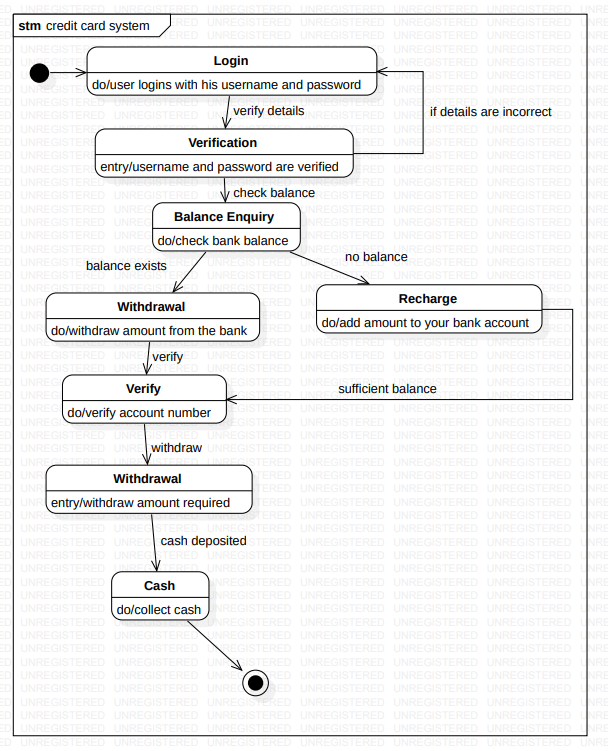 stm credit card system
Login
do/user logins with his username and password
if details are incorrect
verify details
Verification
entry/username and password are verified
check balance
Balance Enquiry
do/check bank balance
no balance
balance exists
Recharge
do/add amount to your bank account
Withdrawal
do/withdraw amount from the bank
verify
Verify
do/verify account number
sufficient balance
withdraw
Withdrawal
entry/withdraw amount required
cash deposited
Cash
do/collect cash
UNREGISTERED